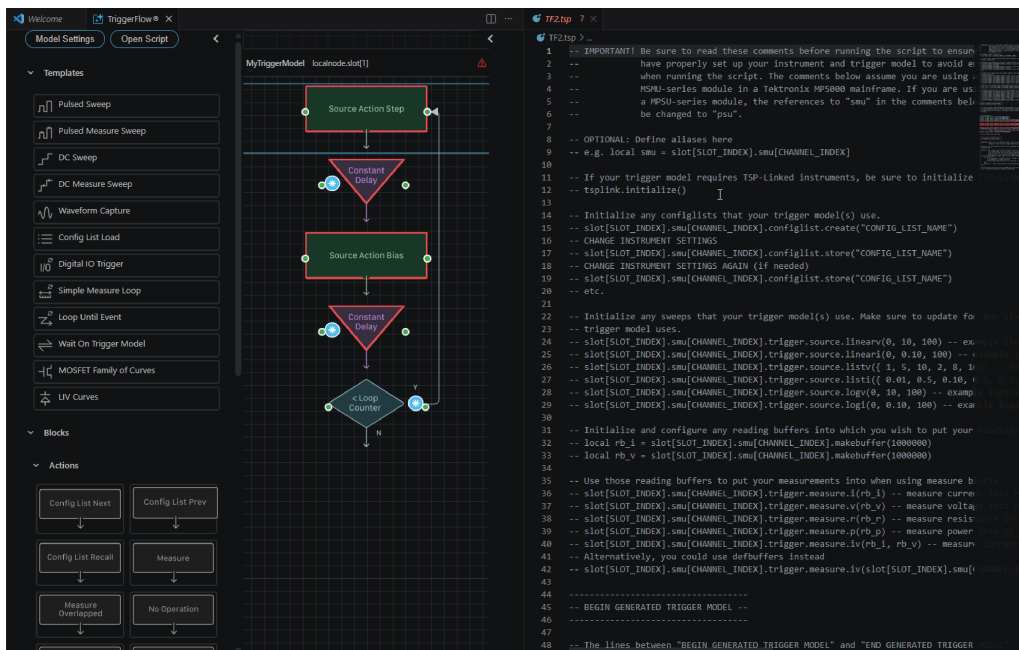 Welcome
TriggerFlow®
TF2.tsp 7
Model Settings
Open Script
TF2.tsp > ...
MyTriggerModel localnode.slot[1]
Templates
Pulsed Sweep
Pulsed Measure Sweep
DC Sweep
DC Measure Sweep
Waveform Capture
Config List Load
Digital IO Trigger
Simple Measure Loop
Loop Until Event
Wait On Trigger Model
MOSFET Family of Curves
LIV Curves
Blocks
Actions
Config List Next
Config List Prev
Config List Recall
Measure
Measure
Overlapped
No Operation
Source Action Step
Constant
Delay
Source Action Bias
Constant
Delay
< Loop
Counter
Y
N
1 -- IMPORTANT! Be sure to read these comments before running the script to ensure
2 -- have properly set up your instrument and trigger model to avoid
3 -- when running the script. The comments below assume you are using
4 -- MSMU-series module in a Tektronix MP5000 mainframe. If you are
5 -- a MPSU-series module, the references to "smu" in the comments
6 -- be changed to "psu".
7
8 -- OPTIONAL: Define aliases here
9 -- e.g. local smu = slot[SLOT_INDEX].smu[CHANNEL_INDEX]
10
11 -- If your trigger model requires TSP-Linked instruments, be sure to initialize
12 -- tsplink.initialize()
13
14 -- Initialize any configlists that your trigger model(s) use.
15 -- slot[SLOT_INDEX].smu[CHANNEL_INDEX].configlist.create("CONFIG_LIST_NAME")
16 -- CHANGE INSTRUMENT SETTINGS
17 -- slot[SLOT_INDEX].smu[CHANNEL_INDEX].configlist.store("CONFIG_LIST_NAME")
18 -- CHANGE INSTRUMENT SETTINGS AGAIN (if needed)
19 -- slot[SLOT_INDEX].smu[CHANNEL_INDEX].configlist.store("CONFIG_LIST_NAME")
20 -- etc.
21
22 -- Initialize any sweeps that your trigger model(s) use. Make sure to update for any
23 -- trigger model uses.
24 -- slot[SLOT_INDEX].smu[CHANNEL_INDEX].trigger.source.linearv(0, 10, 100) --
25 -- slot[SLOT_INDEX].smu[CHANNEL_INDEX].trigger.source.lineari(0, 0.10, 100) --
26 -- slot[SLOT_INDEX].smu[CHANNEL_INDEX].trigger.source.listv({ 1, 5, 10, 2, 8,
27 -- slot[SLOT_INDEX].smu[CHANNEL_INDEX].trigger.source.listi({ 0.01, 0.5, 0.10,
28 -- slot[SLOT_INDEX].smu[CHANNEL_INDEX].trigger.source.logv(0, 10, 100) -- example
29 -- slot[SLOT_INDEX].smu[CHANNEL_INDEX].trigger.source.logi(0, 0.10, 100) -- example
30
31 -- Initialize and configure any reading buffers into which you wish to put your
32 -- local rb_i = slot[SLOT_INDEX].smu[CHANNEL_INDEX].makebuffer(1000000)
33 -- local rb_v = slot[SLOT_INDEX].smu[CHANNEL_INDEX].makebuffer(1000000)
34
35 -- Use those reading buffers to put your measurements into when using measure
36 -- slot[SLOT_INDEX].smu[CHANNEL_INDEX].trigger.measure.i(rb_i) -- measure current
37 -- slot[SLOT_INDEX].smu[CHANNEL_INDEX].trigger.measure.v(rb_v) -- measure voltage
38 -- slot[SLOT_INDEX].smu[CHANNEL_INDEX].trigger.measure.r(rb_r) -- measure
39 -- slot[SLOT_INDEX].smu[CHANNEL_INDEX].trigger.measure.p(rb_p) -- measure power
40 -- slot[SLOT_INDEX].smu[CHANNEL_INDEX].trigger.measure.iv(rb_i, rb_v) -- measure
41 -- Alternatively, you could use defbuffers instead
42 -- slot[SLOT_INDEX].smu[CHANNEL_INDEX].trigger.measure.iv(slot[SLOT_INDEX].smu[
43
44 -----------------------------------
45 -- BEGIN GENERATED TRIGGER MODEL --
46 -----------------------------------
47
48 -- The lines between "BEGIN GENERATED TRIGGER MODEL" and "END GENERATED TRIGGER